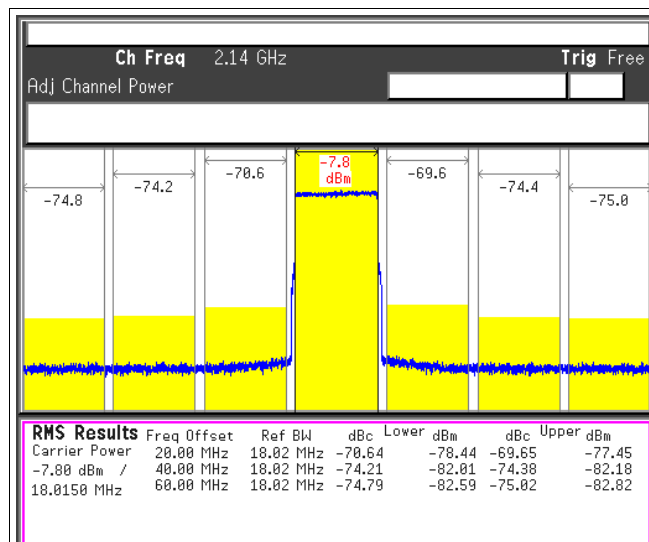 Ch Freq 2.14 GHz Trig Free
Adj Channel Power
-74.8 -74.2 -70.6 -7.8 dBm -69.6 -74.4 -75.0
RMS Results Freq Offset Ref BW dBc Lower dBm dBc Upper dBm
Carrier Power 20.00 MHz 18.02 MHz -70.64 -78.44 -69.65 -77.45
-7.80 dBm / 40.00 MHz 18.02 MHz -74.21 -82.01 -74.38 -82.18
18.0150 MHz 60.00 MHz 18.02 MHz -74.79 -82.59 -75.02 -82.82